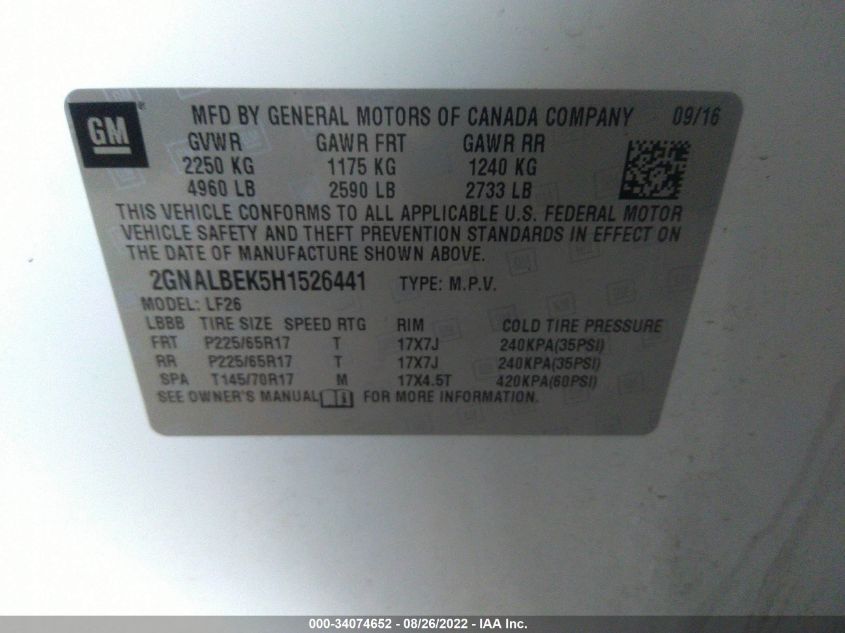 GM ® MFD BY GENERAL MOTORS OF CANADA COMPANY 09/16
GVWR GAWR FRT GAWR RR
2250 KG 1175 KG 1240 KG
4960 LB 2590 LB 2733 LB
THIS VEHICLE CONFORMS TO ALL APPLICABLE U.S. FEDERAL MOTOR
VEHICLE SAFETY AND THEFT PREVENTION STANDARDS IN EFFECT ON
THE DATE OF MANUFACTURE SHOWN ABOVE.
2GNALBEK5H1526441 TYPE: M.P.V.
MODEL: LF26
LBBB TIRE SIZE SPEED RTG RIM COLD TIRE PRESSURE
FRT P225/65R17 T 17X7J 240KPA(35PSI)
RR P225/65R17 T 17X7J 240KPA(35PSI)
SPA T145/70R17 M 17X4.5T 420KPA(60PSI)
SEE OWNER'S MANUAL FOR MORE INFORMATION.
000-34074652 - 08/26/2022 - IAA Inc.